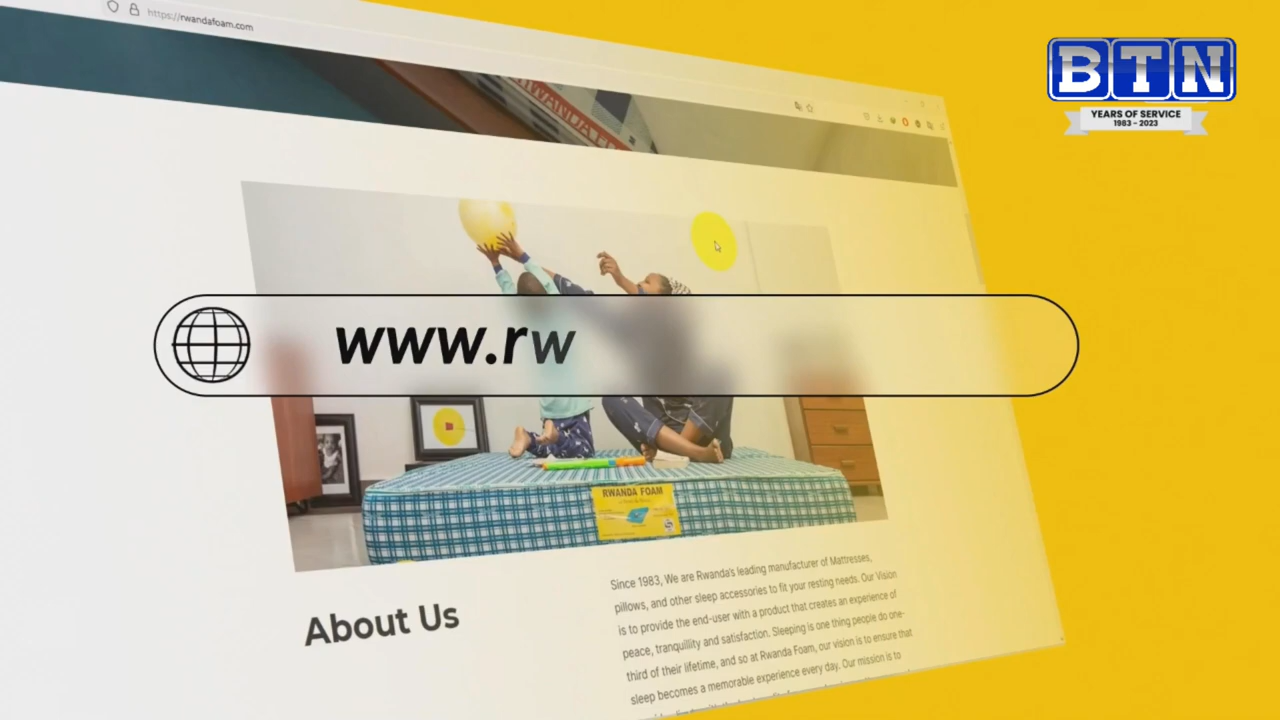 https://rwandafoam.com
BTN
YEARS OF SERVICE
1983 - 2023
www.rw
RWANDA FOAM
About Us
Since 1983, We are Rwanda's leading manufacturer of Mattresses,
pillows, and other sleep accessories to fit your resting needs. Our Vision
is to provide the end-user with a product that creates an experience of
peace, tranquillity and satisfaction. Sleeping is one thing people do one-
third of their lifetime, and so at Rwanda Foam, our vision is to ensure that
sleep becomes a memorable experience every day. Our mission is to